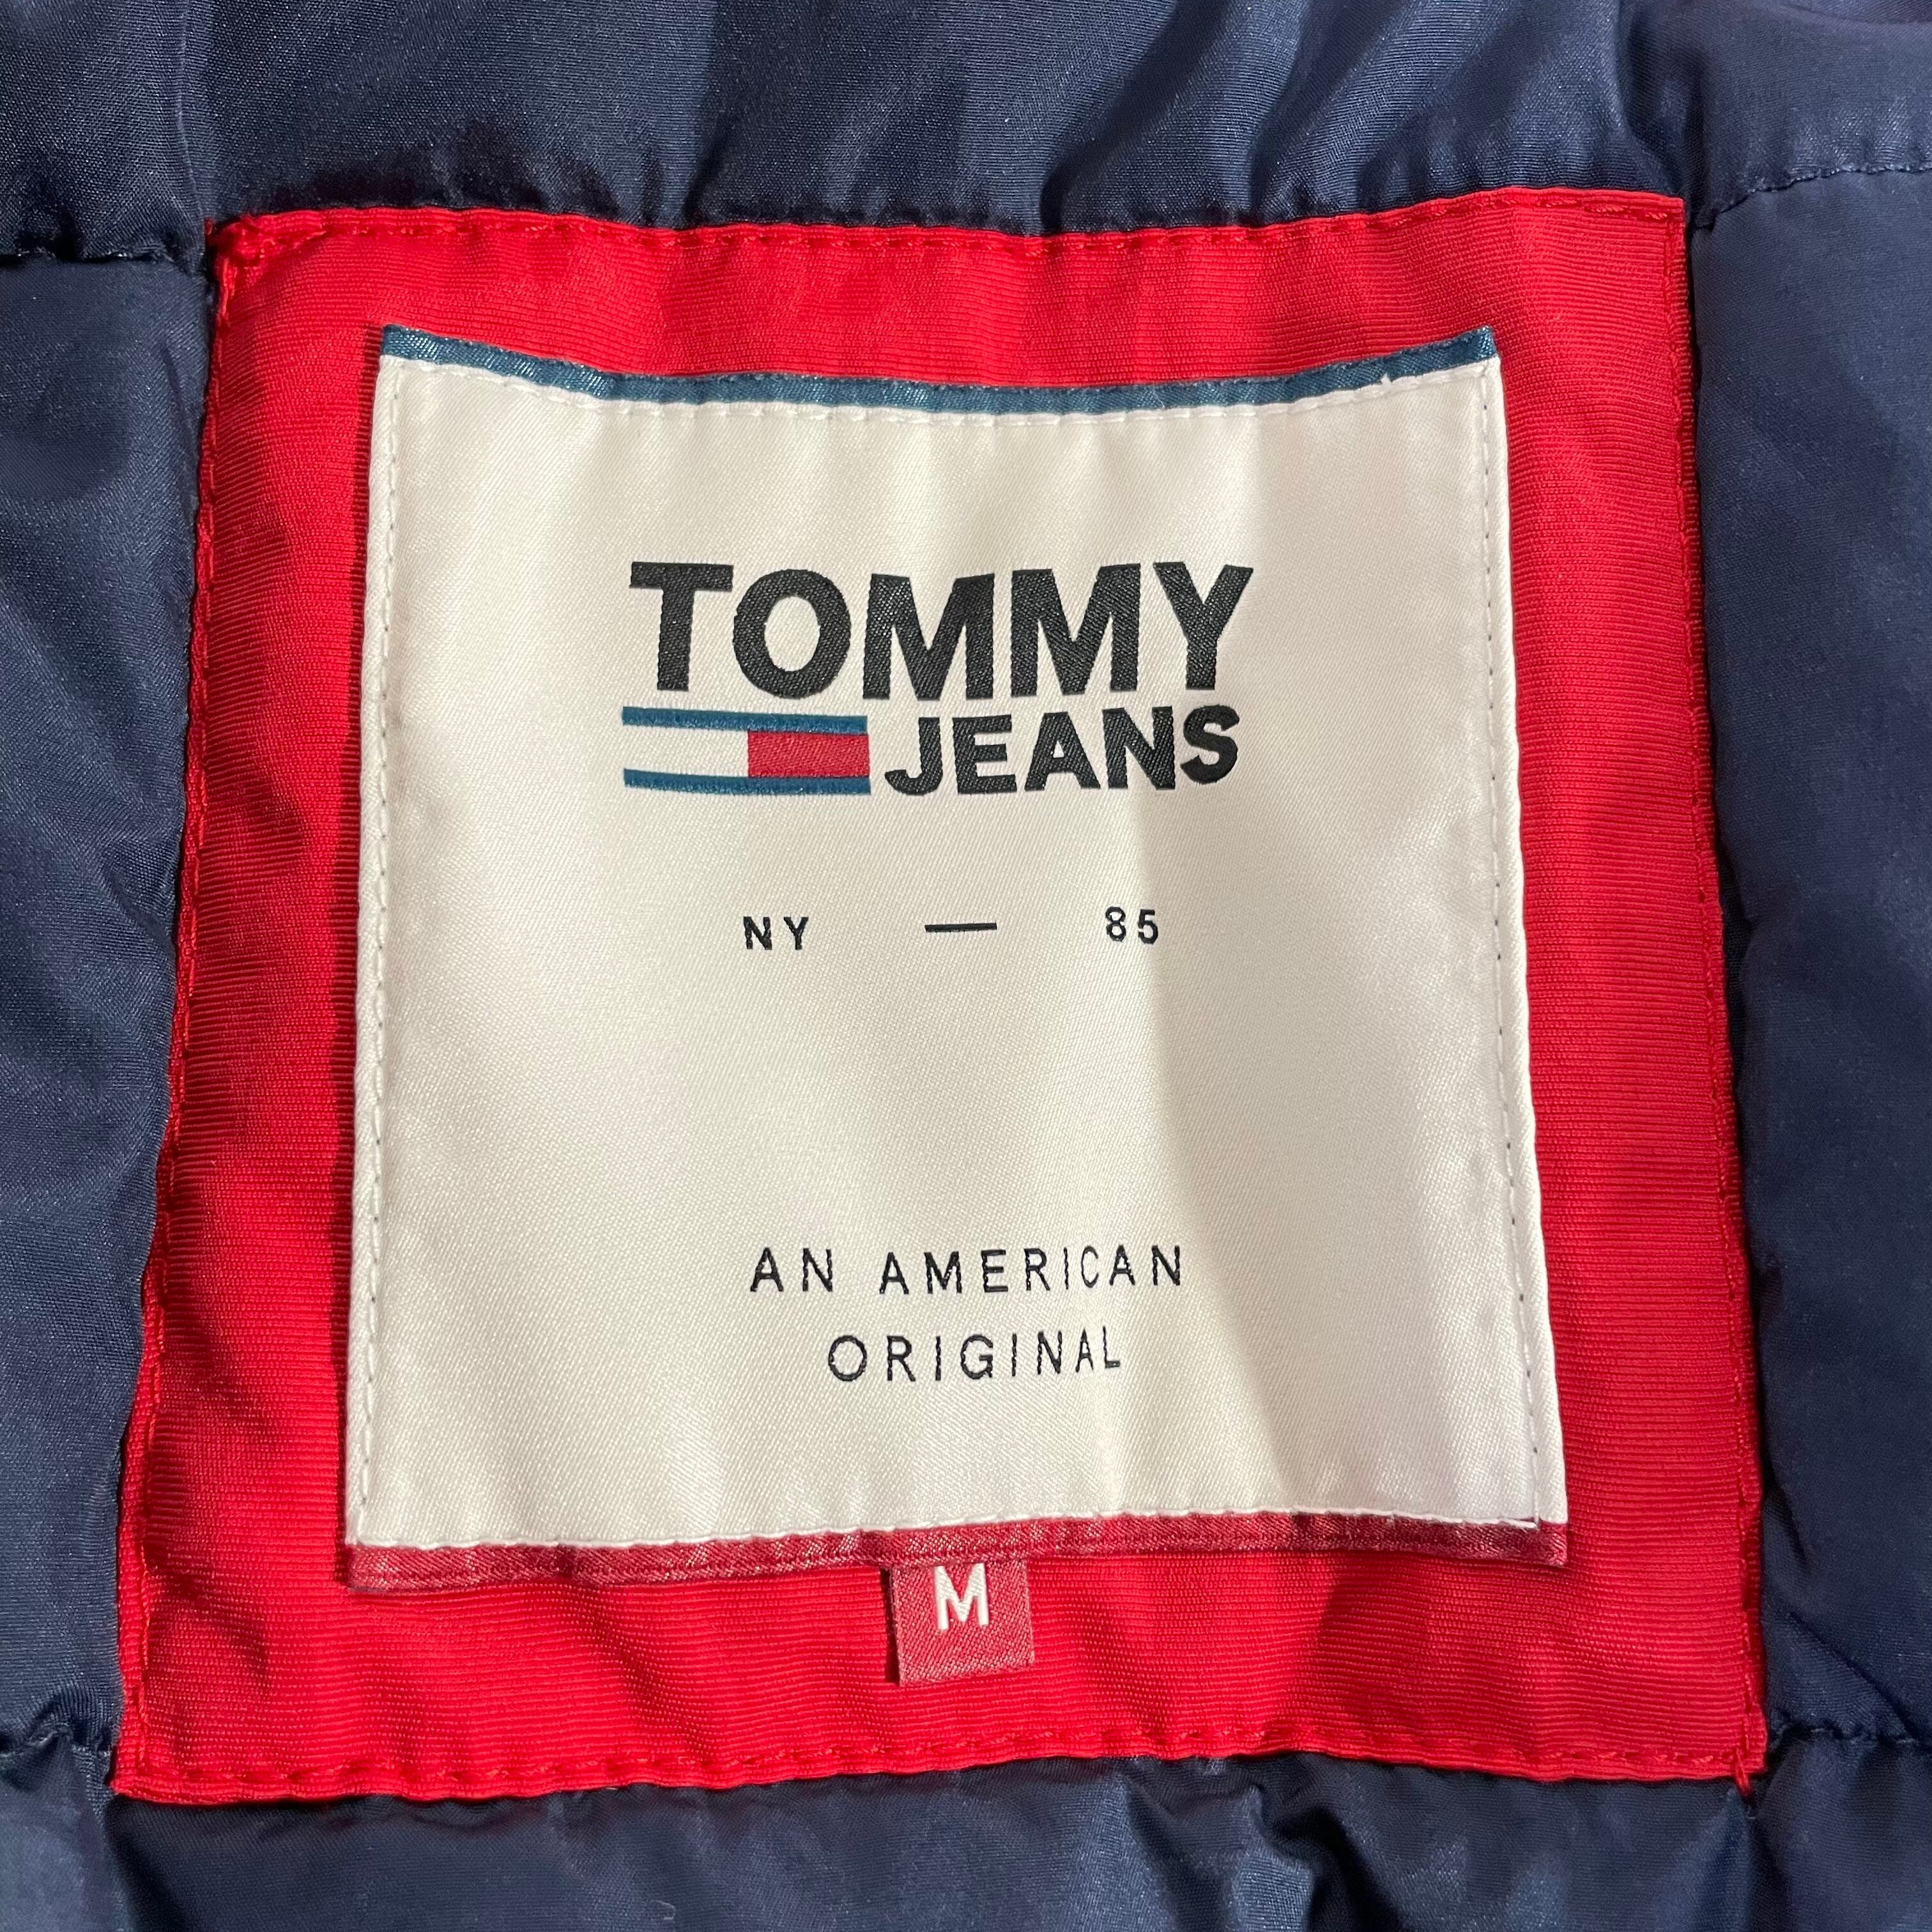 TOMMY
JEANS
NY — 85
AN AMERICAN
ORIGINAL
M